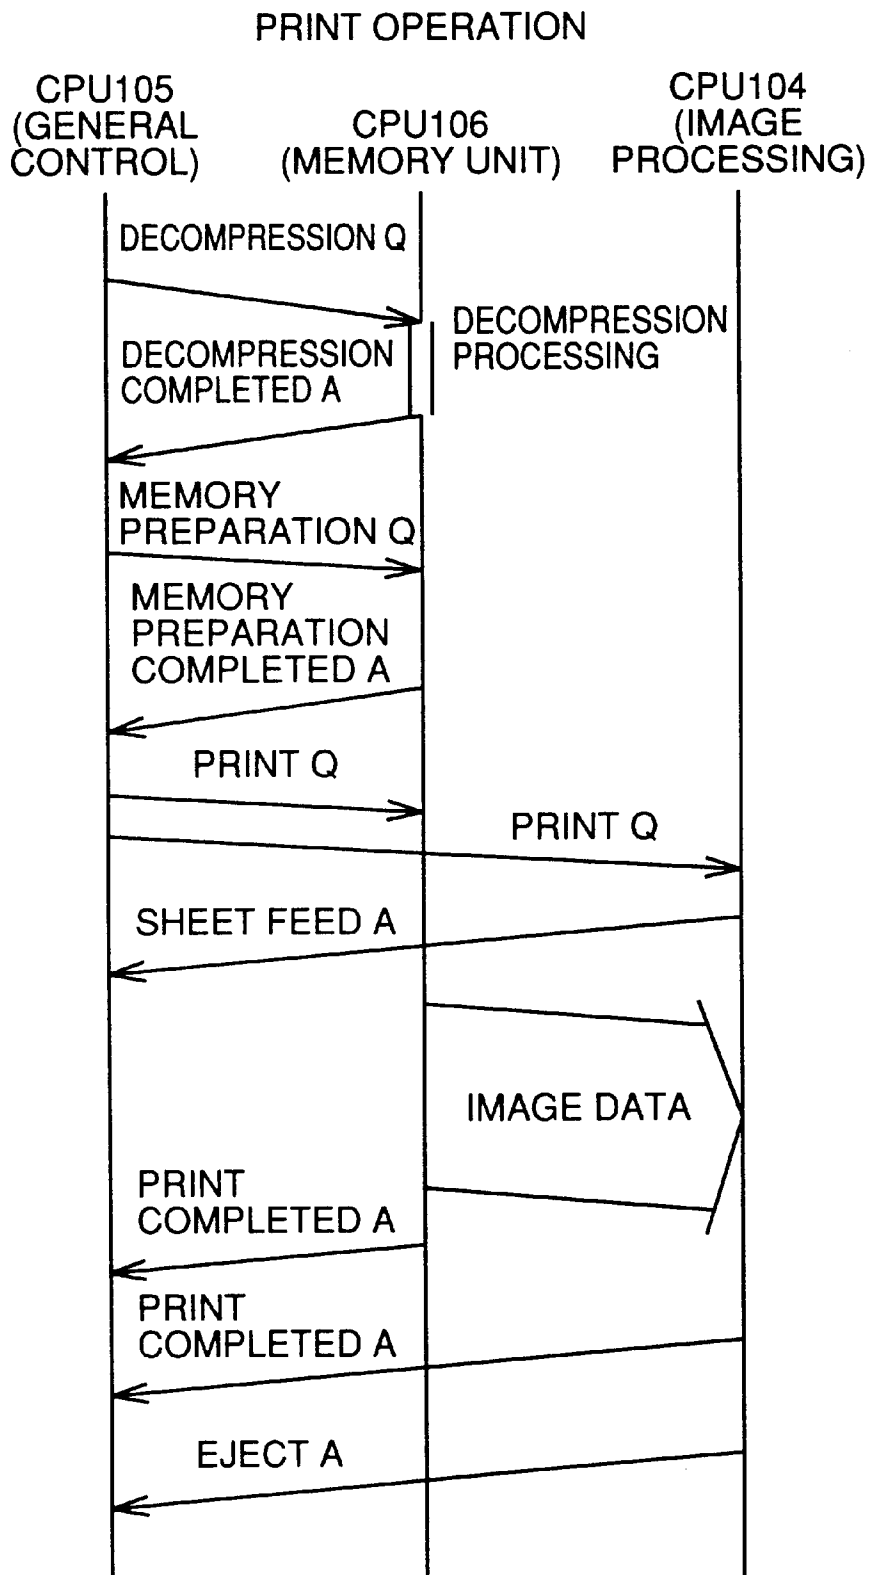 PRINT OPERATION
CPU105
(GENERAL
CONTROL)
CPU106
(MEMORY UNIT)
CPU104
(IMAGE
PROCESSING)
DECOMPRESSION Q
DECOMPRESSION
PROCESSING
DECOMPRESSION
COMPLETED A
MEMORY
PREPARATION Q
MEMORY
PREPARATION
COMPLETED A
PRINT Q
PRINT Q
SHEET FEED A
IMAGE DATA
PRINT
COMPLETED A
PRINT
COMPLETED A
EJECT A